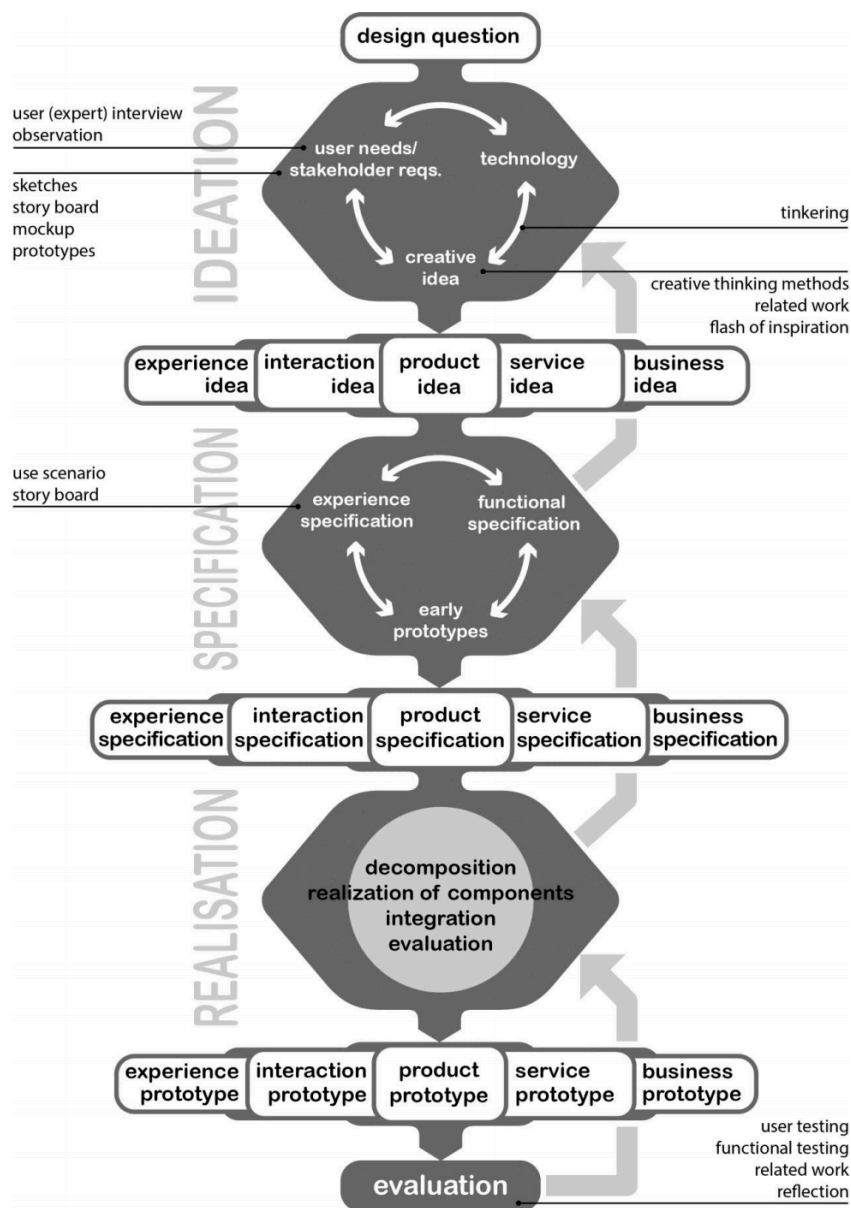 design question
IDEATION
user (expert) interview
observation
user needs/
stakeholder reqs.
technology
sketches
story board
mockup
prototypes
tinkering
creative
idea
creative thinking methods
related work
flash of inspiration
experience
idea
interaction
idea
product
idea
service
idea
business
idea
SPECIFICATION
use scenario
story board
experience
specification
functional
specification
early
prototypes
experience
specification
interaction
specification
product
specification
service
specification
business
specification
REALISATION
decomposition
realization of components
integration
evaluation
experience
prototype
interaction
prototype
product
prototype
service
prototype
business
prototype
user testing
functional testing
related work
reflection
evaluation